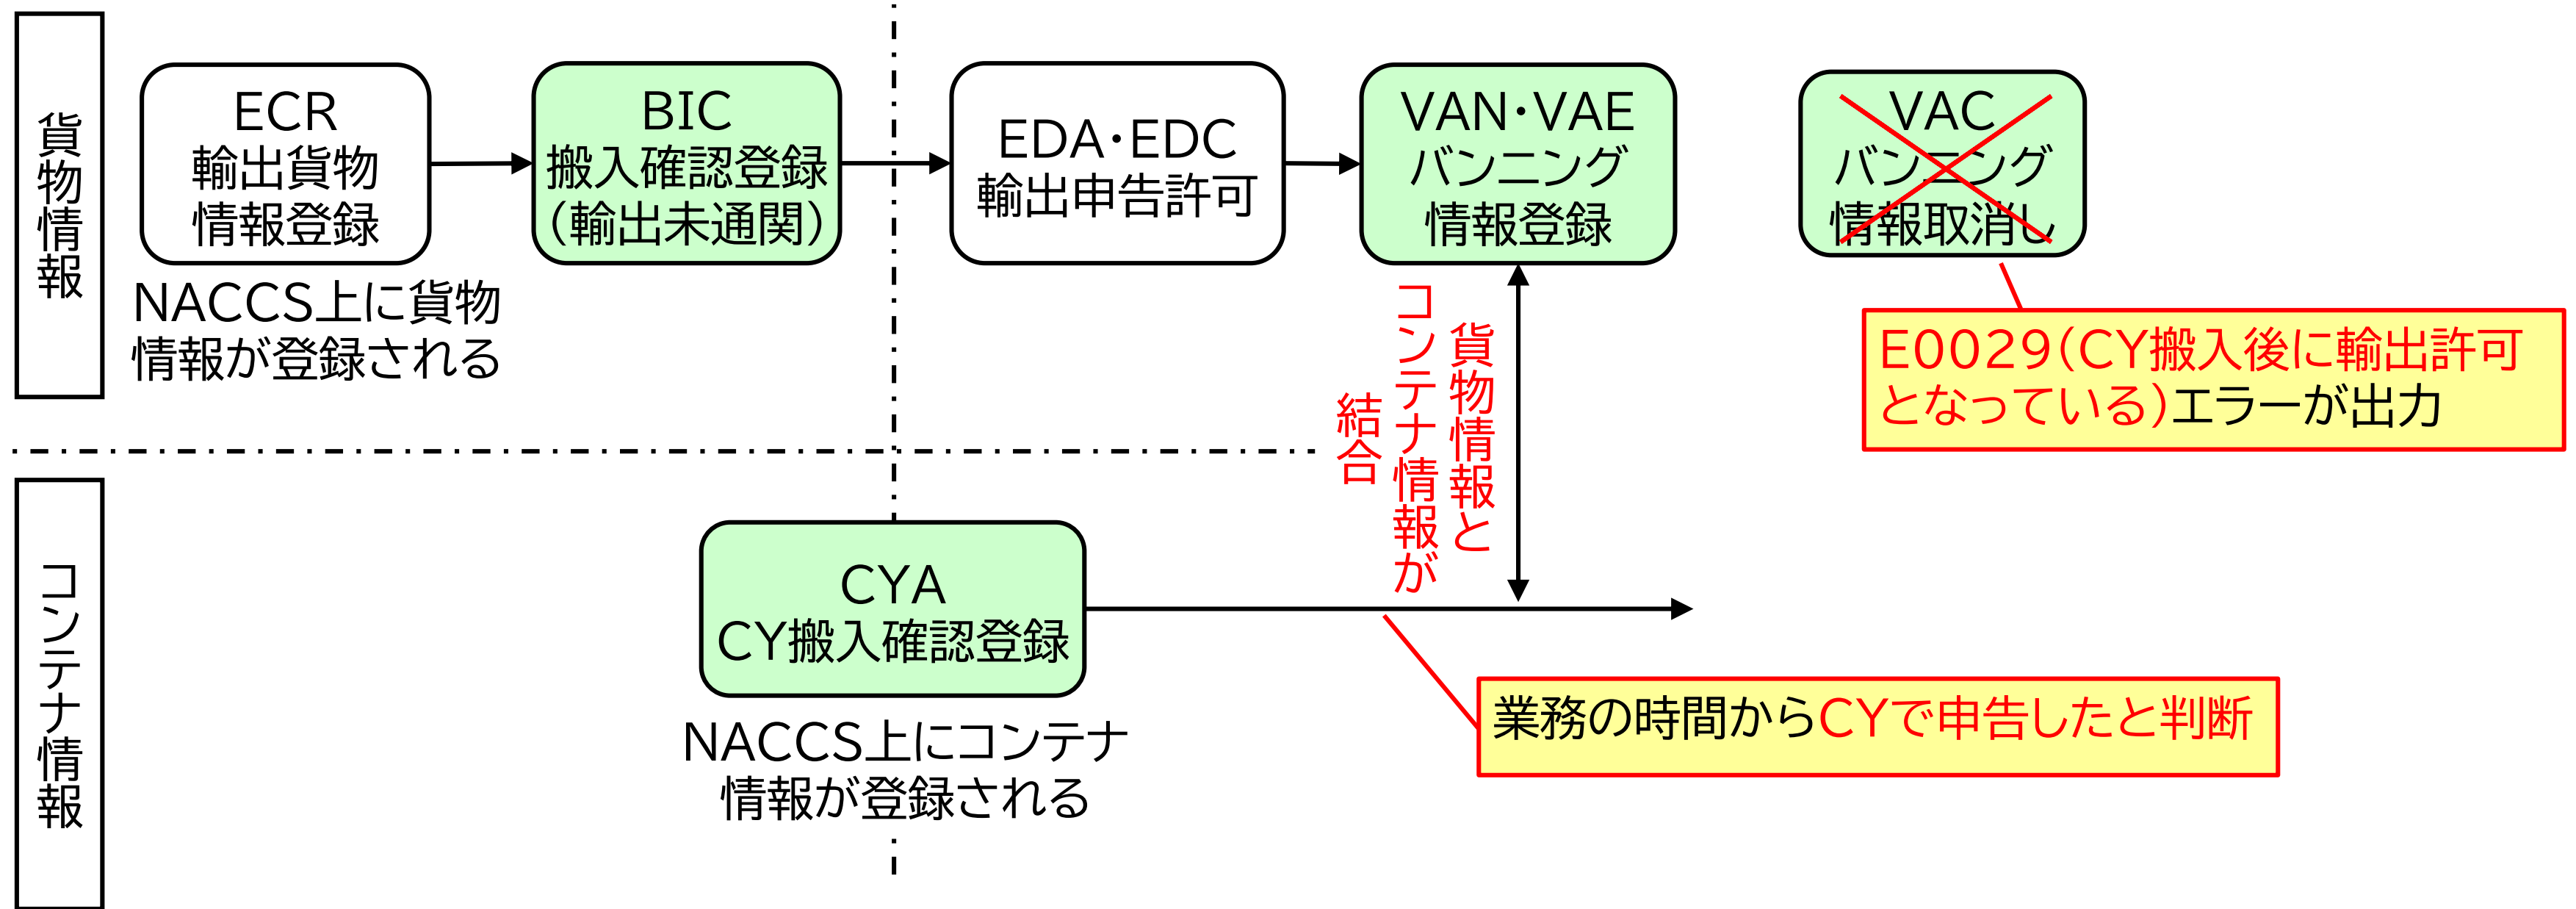 貨物情報
ECR
輸出貨物
情報登録
NACCS上に貨物
情報が登録される
BIC
搬入確認登録
(輸出未通関)
EDA・EDC
輸出申告許可
VAN・VAE
バンニング
情報登録
VAC
バンニング
情報取消し
貨物情報と
コンテナ情報が
結合
E0029(CY搬入後に輸出許可
となっている)エラーが出力
コンテナ情報
CYA
CY搬入確認登録
NACCS上にコンテナ
情報が登録される
業務の時間からCYで申告したと判断